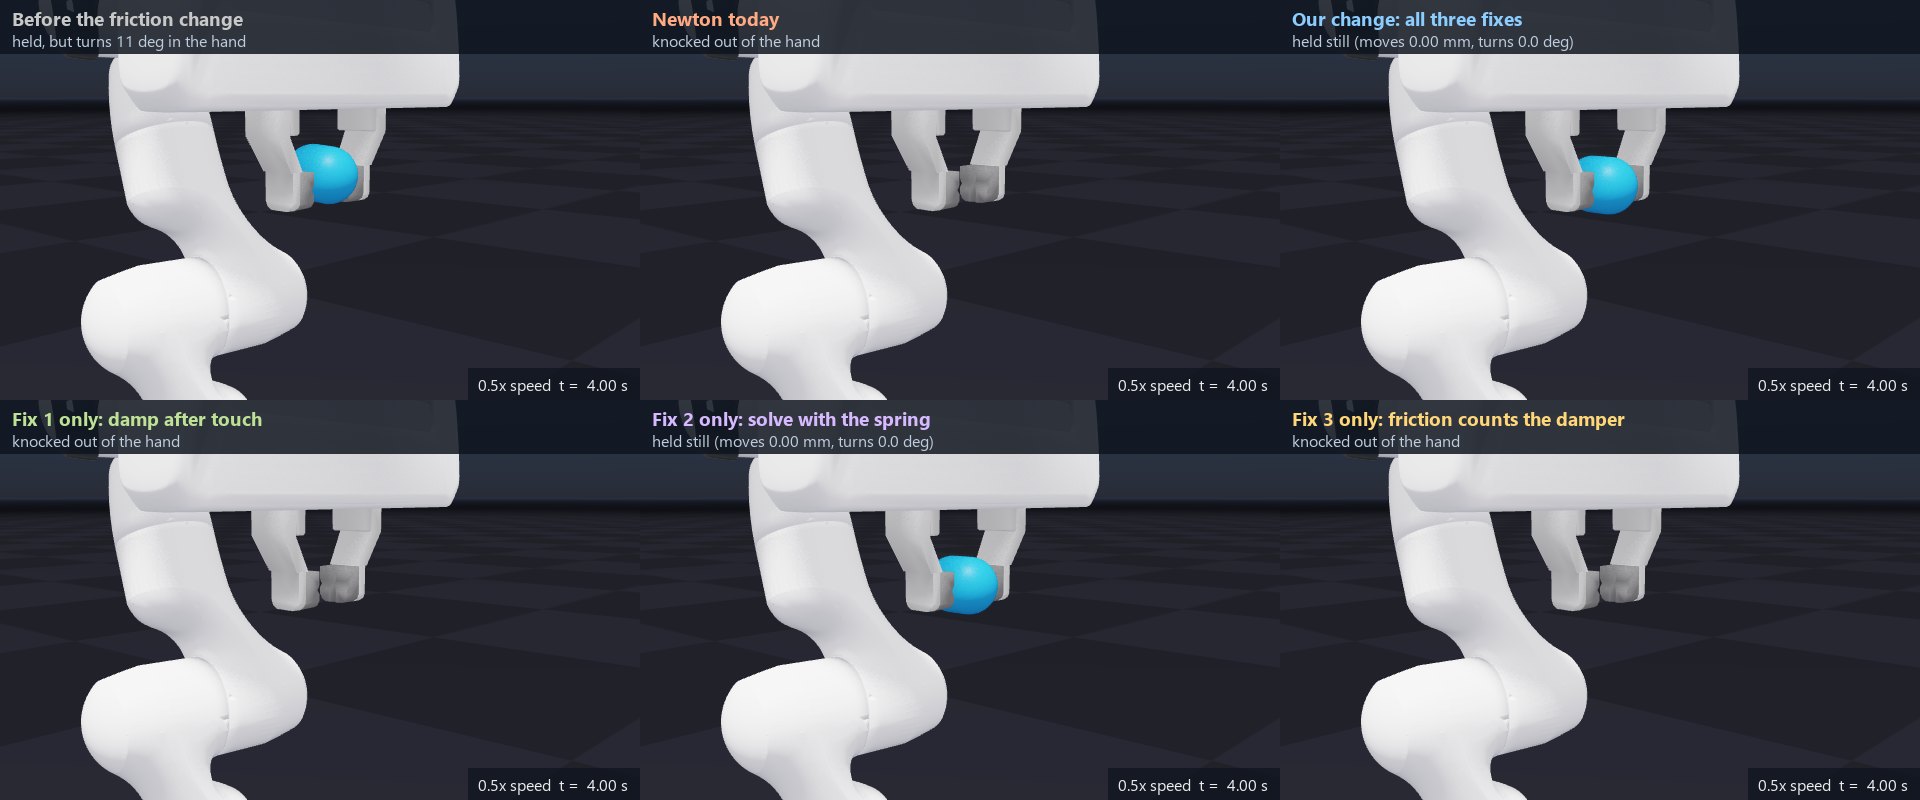 Before the friction change
held, but turns 11 deg in the hand
0.5x speed t = 4.00 s
Newton today
knocked out of the hand
0.5x speed t = 4.00 s
Our change: all three fixes
held still (moves 0.00 mm, turns 0.0 deg)
0.5x speed t = 4.00 s
Fix 1 only: damp after touch
knocked out of the hand
0.5x speed t = 4.00 s
Fix 2 only: solve with the spring
held still (moves 0.00 mm, turns 0.0 deg)
0.5x speed t = 4.00 s
Fix 3 only: friction counts the damper
knocked out of the hand
0.5x speed t = 4.00 s